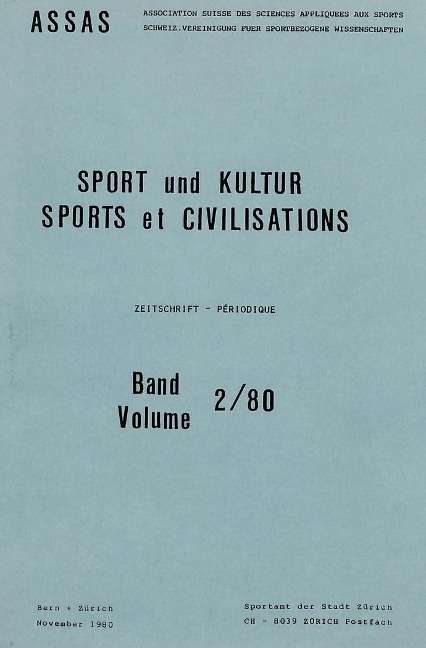 ASSAS
ASSOCIATION SUISSE DES SCIENCES APPLIQUEES AUX SPORTS
SCHWEIZ.VEREINIGUNG FUER SPORTBEZOGENE WISSENSCHAFTEN
SPORT und KULTUR
SPORTS et CIVILISATIONS
ZEITSCHRIFT - PÉRIODIQUE
Band
Volume
2/80
Bern + Zürich
November 1980
Sportamt der Stadt Zürich
CH - 8039 ZÜRICH Postfach